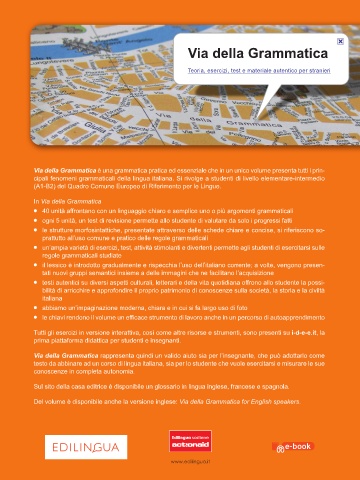 Via della Grammatica
Teoria, esercizi, test e materiale autentico per stranieri
Via della Grammatica è una grammatica pratica ed essenziale che in un unico volume presenta tutti i prin-
cipali fenomeni grammaticali della lingua italiana. Si rivolge a studenti di livello elementare-intermedio
(A1-B2) del Quadro Comune Europeo di Riferimento per le Lingue.
In Via della Grammatica
• 40 unità affrontano con un linguaggio chiaro e semplice uno o più argomenti grammaticali
• ogni 5 unità, un test di revisione permette allo studente di valutare da solo i progressi fatti
• le strutture morfosintattiche, presentate attraverso delle schede chiare e concise, si riferiscono so-
prattutto all'uso comune e pratico delle regole grammaticali
• un'ampia varietà di esercizi, test, attività stimolanti e divertenti permette agli studenti di esercitarsi sulle
regole grammaticali studiate
• il lessico è introdotto gradualmente e rispecchia l'uso dell'italiano corrente; a volte, vengono presen-
tati nuovi gruppi semantici insieme a delle immagini che ne facilitano l'acquisizione
• testi autentici su diversi aspetti culturali, letterari e della vita quotidiana offrono allo studente la possi-
bilità di arricchire e approfondire il proprio patrimonio di conoscenze sulla società, la storia e la civiltà
italiana
• abbiamo un'impaginazione moderna, chiara e in cui si fa largo uso di foto
• le chiavi rendono il volume un efficace strumento di lavoro anche in un percorso di autoapprendimento
Tutti gli esercizi in versione interattiva, così come altre risorse e strumenti, sono presenti su i-d-e-e.it, la
prima piattaforma didattica per studenti e insegnanti.
Via della Grammatica rappresenta quindi un valido aiuto sia per l'insegnante, che può adottarlo come
testo da abbinare ad un corso di lingua italiana, sia per lo studente che vuole esercitarsi e misurare le sue
conoscenze in completa autonomia.
Sul sito della casa editrice è disponibile un glossario in lingua inglese, francese e spagnola.
Del volume è disponibile anche la versione inglese: Via della Grammatica for English speakers.
EDILINGUA
Edilingua sostiene
actionaid
www.edilingua.it
e-book